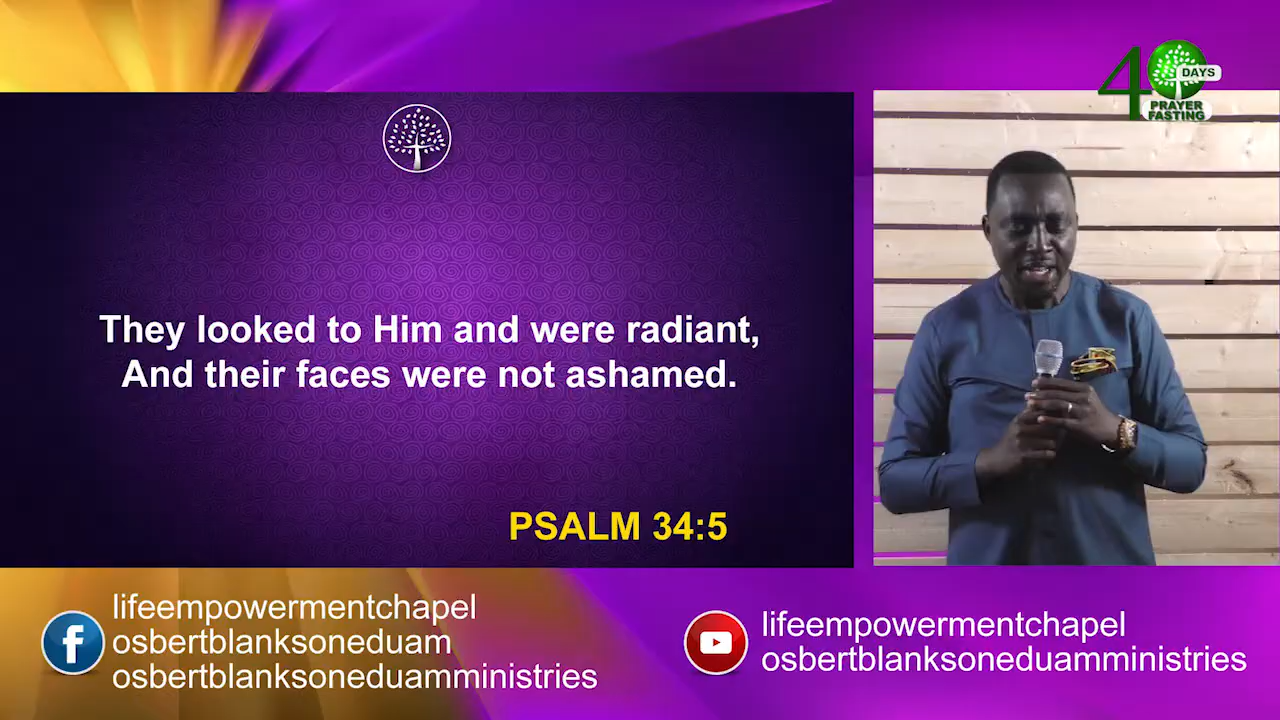 40 DAYS
PRAYER
FASTING
They looked to Him and were radiant,
And their faces were not ashamed.
PSALM 34:5
lifeempowermentchapel
osbertblanksoneduam
osbertblanksoneduamministries
lifeempowermentchapel
osbertblanksoneduamministries